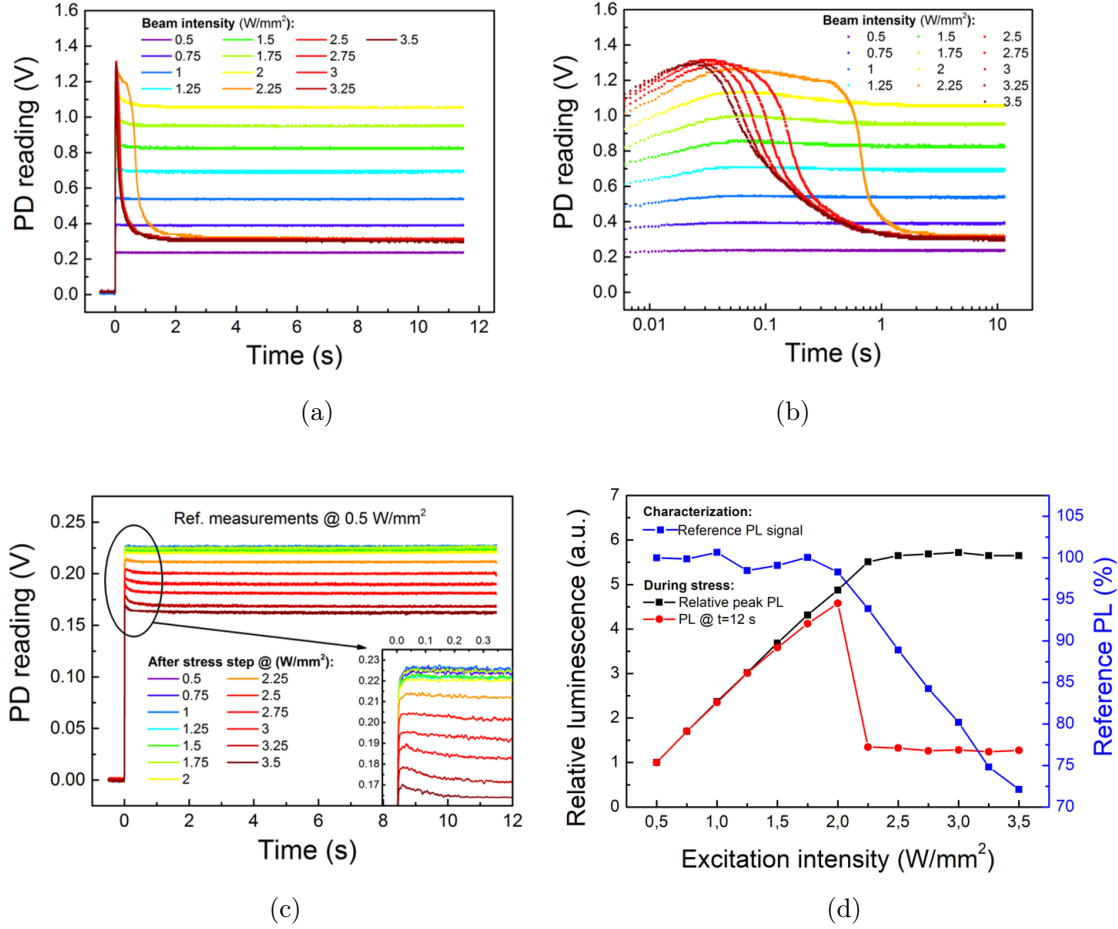 Beam intensity (W/mm²):
0.5 1.5 2.5 3.5
0.75 1.75 2.75
1 2 3
1.25 2.25 3.25
1.6
1.4
1.2
1.0
0.8
0.6
0.4
0.2
0.0
PD reading (V)
0 2 4 6 8 10 12
Time (s)
(a)
Beam intensity (W/mm²):
0.5 1.5 2.5
0.75 1.75 2.75
1 2 3
1.25 2.25 3.25
3.5
1.6
1.4
1.2
1.0
0.8
0.6
0.4
0.2
0.0
PD reading (V)
0.01 0.1 1 10
Time (s)
(b)
Ref. measurements @ 0.5 W/mm²
0.25
0.20
0.15
0.10
0.05
0.00
PD reading (V)
After stress step @ (W/mm²):
0.5 2.25
0.75 2.5
1 2.75
1.25 3
1.5 3.25
1.75 3.5
2
0.0 0.1 0.2 0.3
0.23
0.22
0.21
0.20
0.19
0.18
0.17
0 2 4 6 8 10 12
Time (s)
(c)
Characterization:
Reference PL signal
During stress:
Relative peak PL
PL @ t=12 s
7
6
5
4
3
2
1
0
Relative luminescence (a.u.)
105
100
95
90
85
80
75
70
Reference PL (%)
0,5 1,0 1,5 2,0 2,5 3,0 3,5
Excitation intensity (W/mm²)
(d)